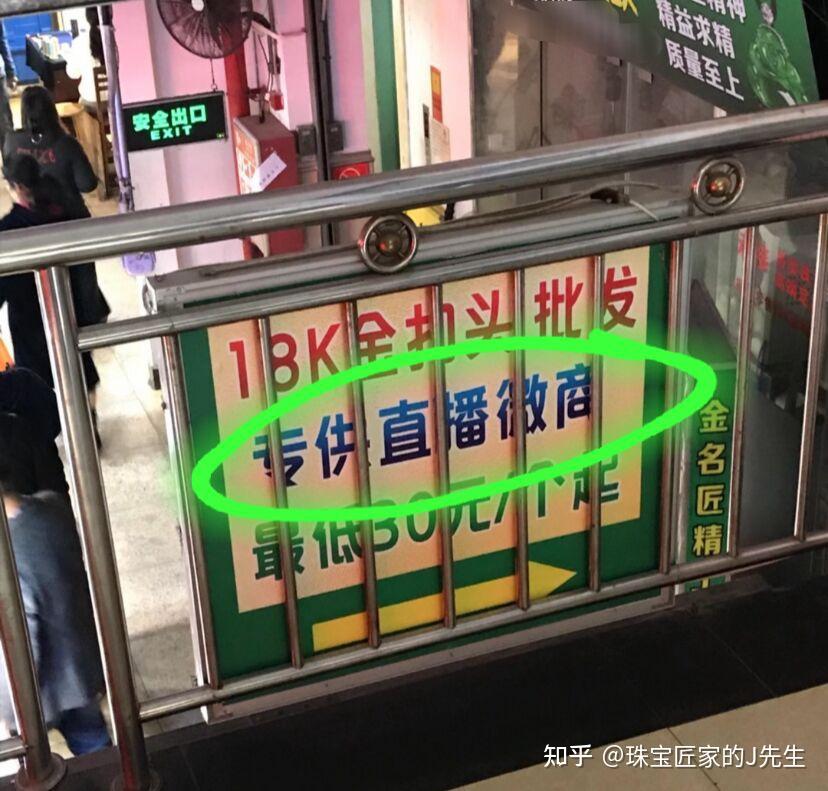 安全出口
EXIT
精神
精益求精
质量至上
18K金扣头 批发
专供直播微商
最低30元/个起
金名匠精
知乎 @珠宝匠家的J先生